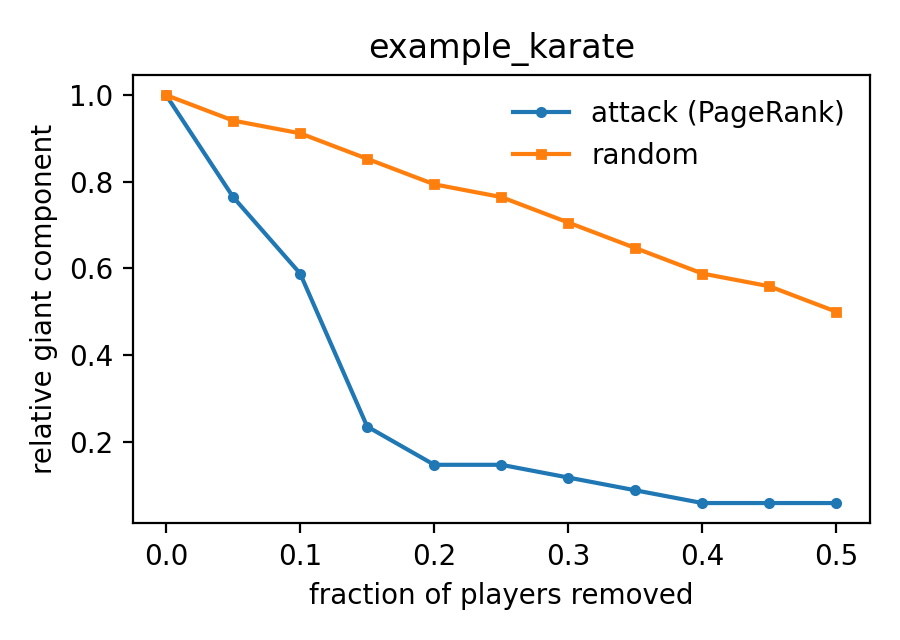 example_karate
attack (PageRank)
random
relative giant component
1.0
0.8
0.6
0.4
0.2
0.0 0.1 0.2 0.3 0.4 0.5
fraction of players removed